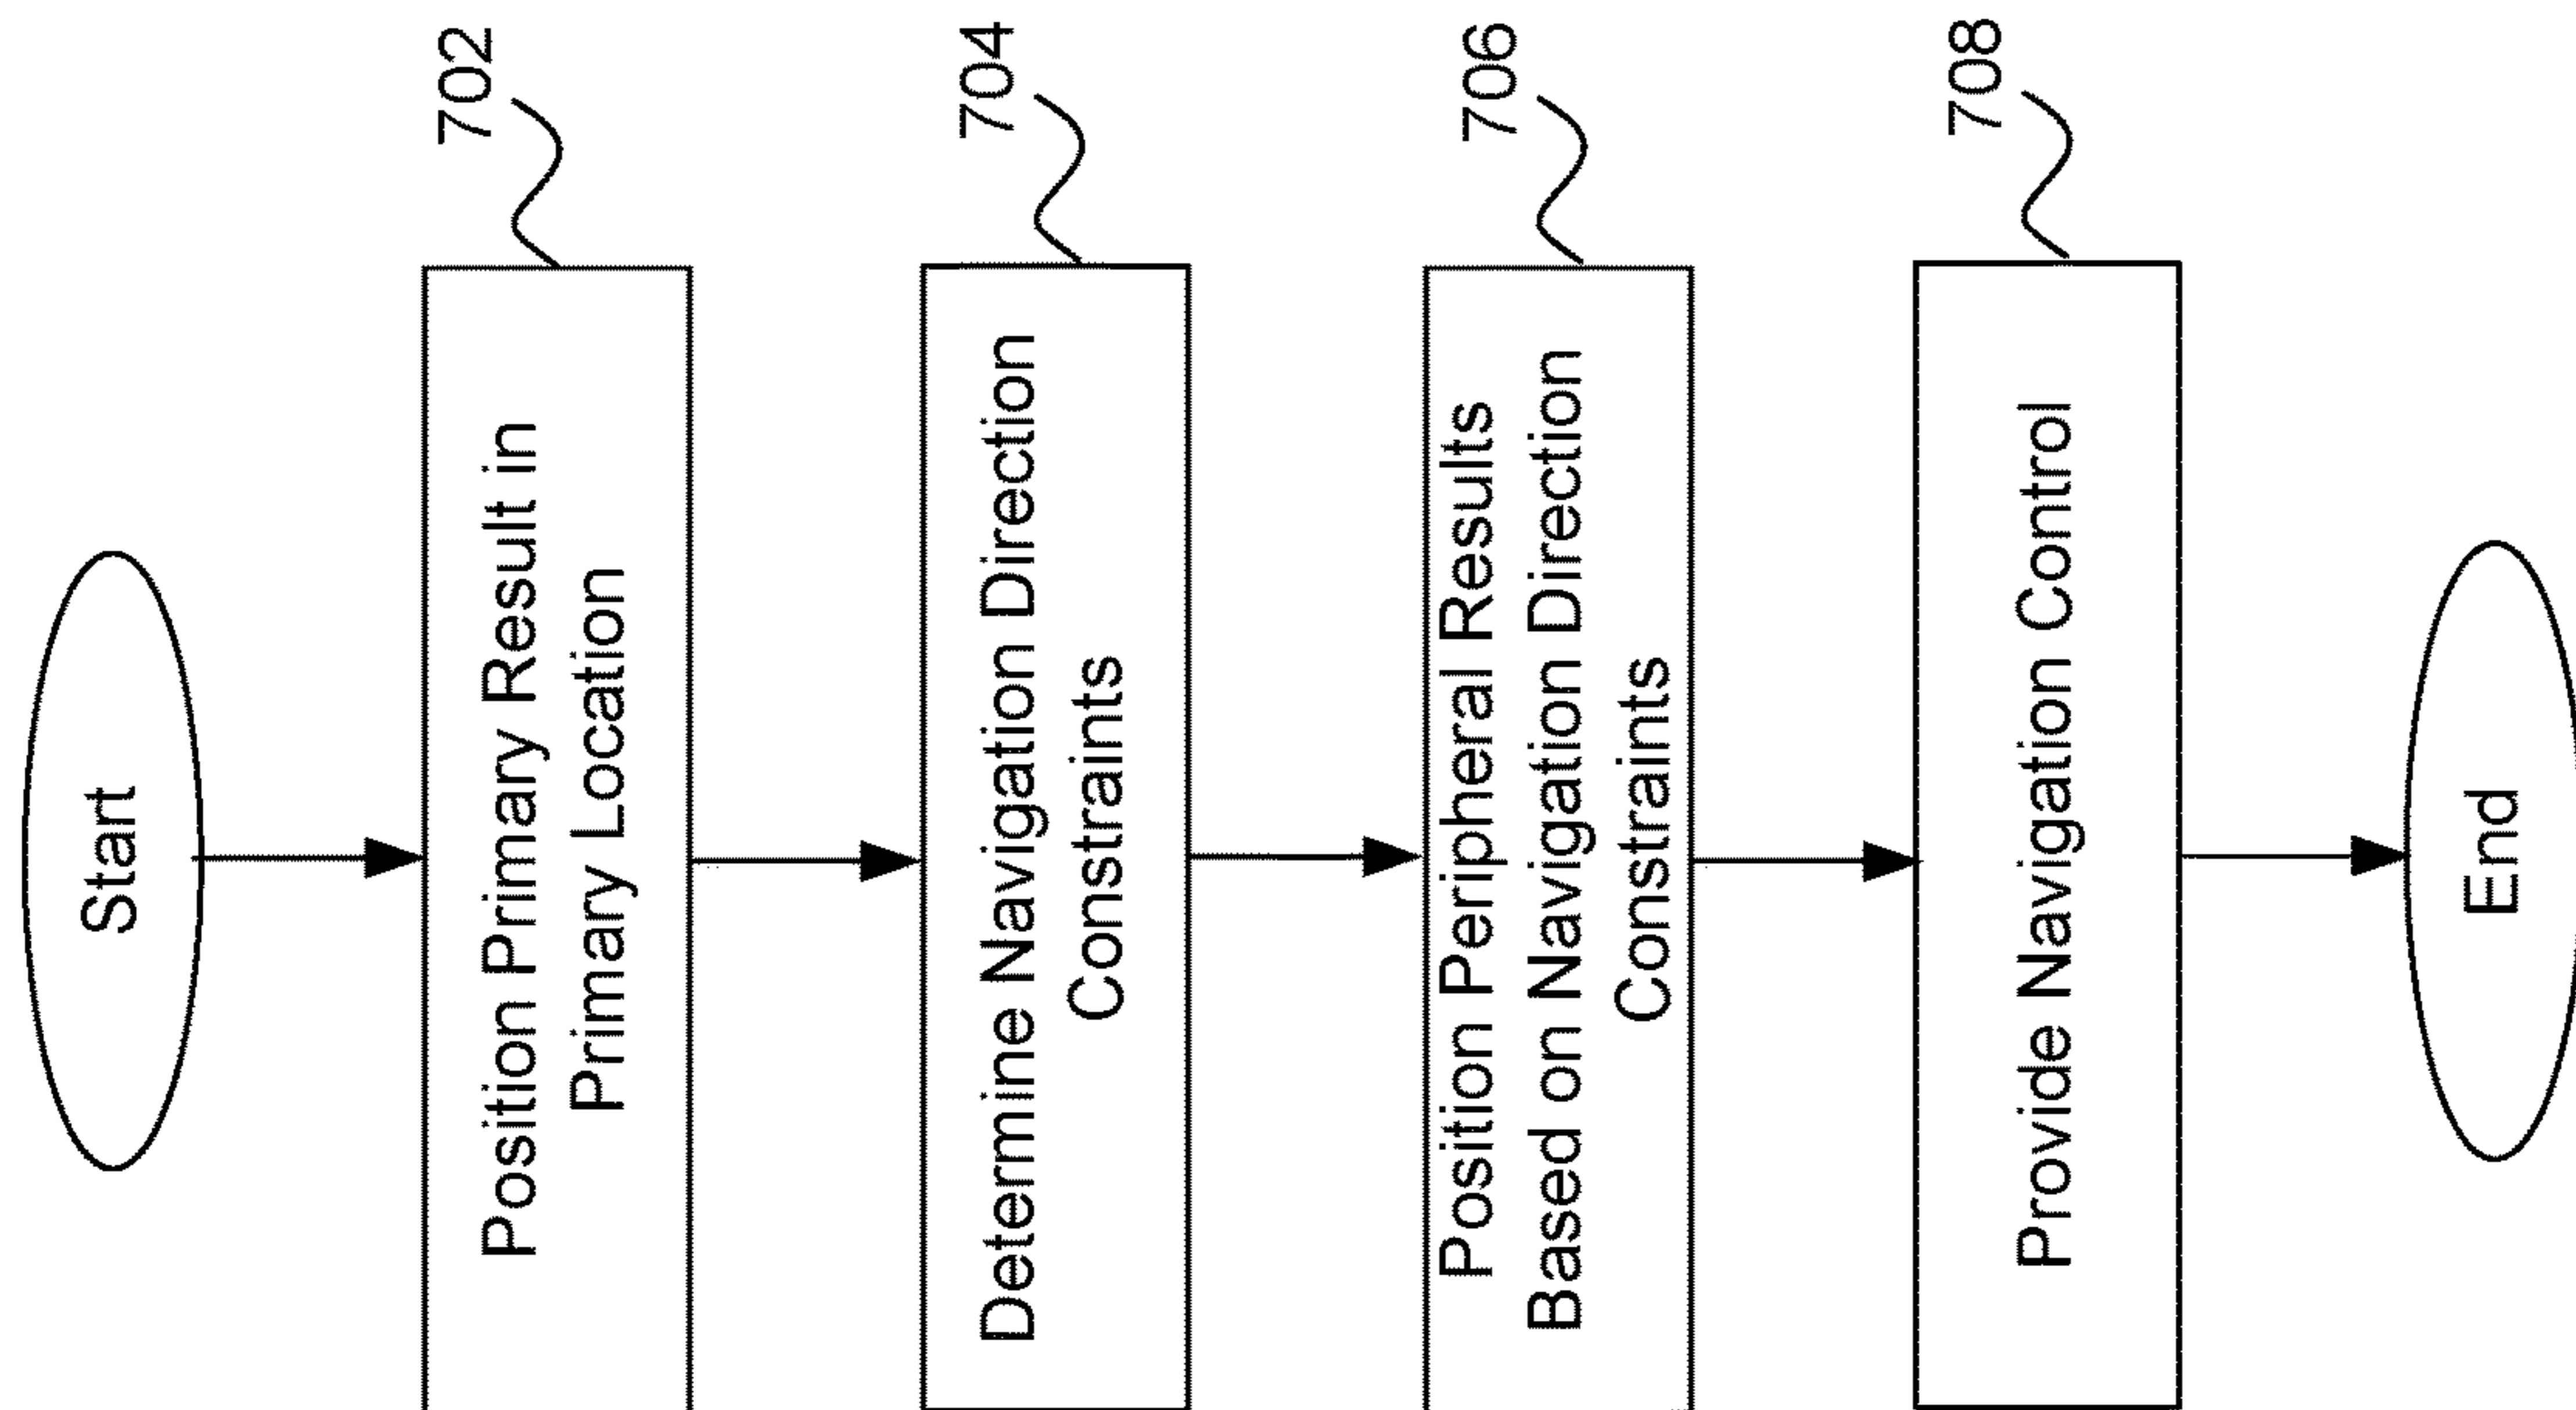 Start
702
Position Primary Result in
Primary Location
704
Determine Navigation Direction
Constraints
706
Position Peripheral Results
Based on Navigation Direction
Constraints
708
Provide Navigation Control
End